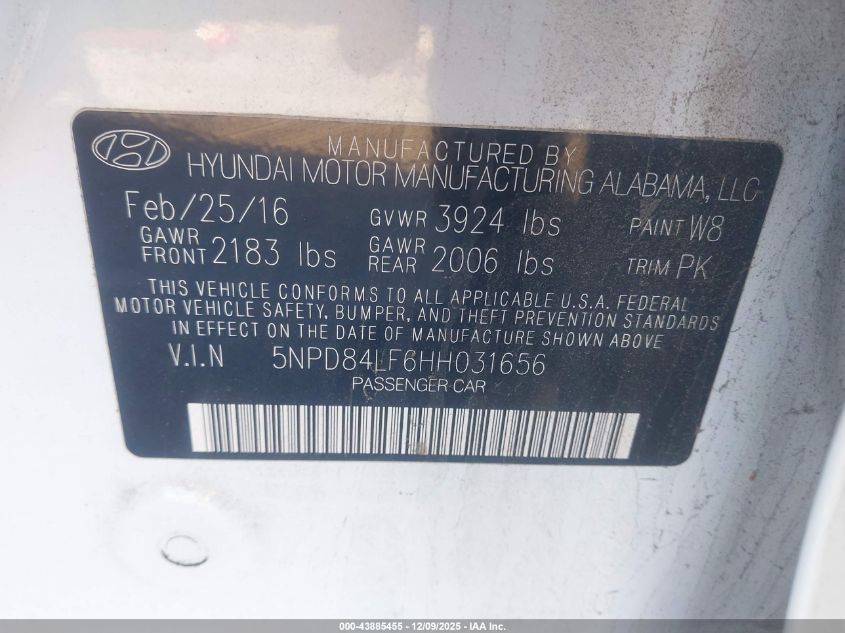 MANUFACTURED BY
HYUNDAI MOTOR MANUFACTURING ALABAMA, LLC
Feb/25/16 GVWR 3924 lbs PAINT W8
GAWR FRONT 2183 lbs GAWR REAR 2006 lbs TRIM PK
THIS VEHICLE CONFORMS TO ALL APPLICABLE U.S.A. FEDERAL
MOTOR VEHICLE SAFETY, BUMPER, AND THEFT PREVENTION STANDARDS
IN EFFECT ON THE DATE OF MANUFACTURE SHOWN ABOVE
V.I.N 5NPD84LF6HH031656
PASSENGER CAR
000-43885455 - 12/09/2025 - IAA Inc.